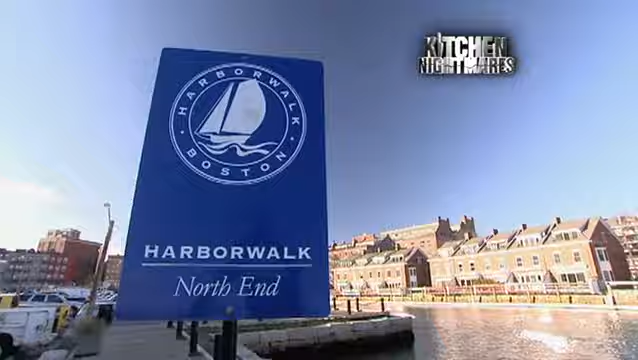 KITCHEN
NIGHTMARES
HARBORWALK
BOSTON
HARBORWALK
North End